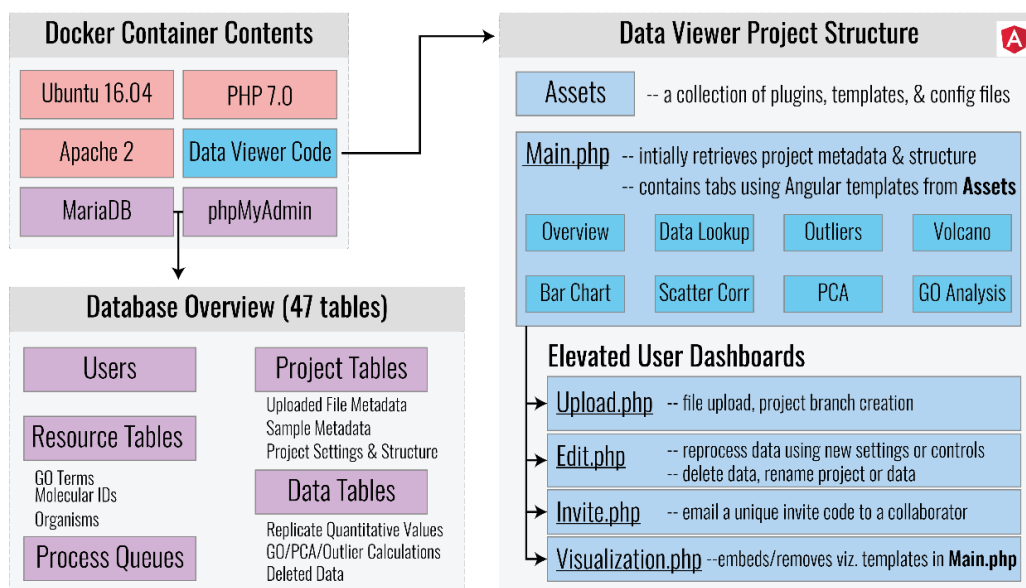 Docker Container Contents
Ubuntu 16.04
PHP 7.0
Apache 2
Data Viewer Code
MariaDB
phpMyAdmin
Database Overview (47 tables)
Users
Resource Tables
GO Terms
Molecular IDs
Organisms
Process Queues
Project Tables
Uploaded File Metadata
Sample Metadata
Project Settings & Structure
Data Tables
Replicate Quantitative Values
GO/PCA/Outlier Calculations
Deleted Data
Data Viewer Project Structure
A
Assets -- a collection of plugins, templates, & config files
Main.php -- intially retrieves project metadata & structure
-- contains tabs using Angular templates from Assets
Overview
Data Lookup
Outliers
Volcano
Bar Chart
Scatter Corr
PCA
GO Analysis
Elevated User Dashboards
Upload.php -- file upload, project branch creation
Edit.php -- reprocess data using new settings or controls
-- delete data, rename project or data
Invite.php -- email a unique invite code to a collaborator
Visualization.php --embeds/removes viz. templates in Main.php